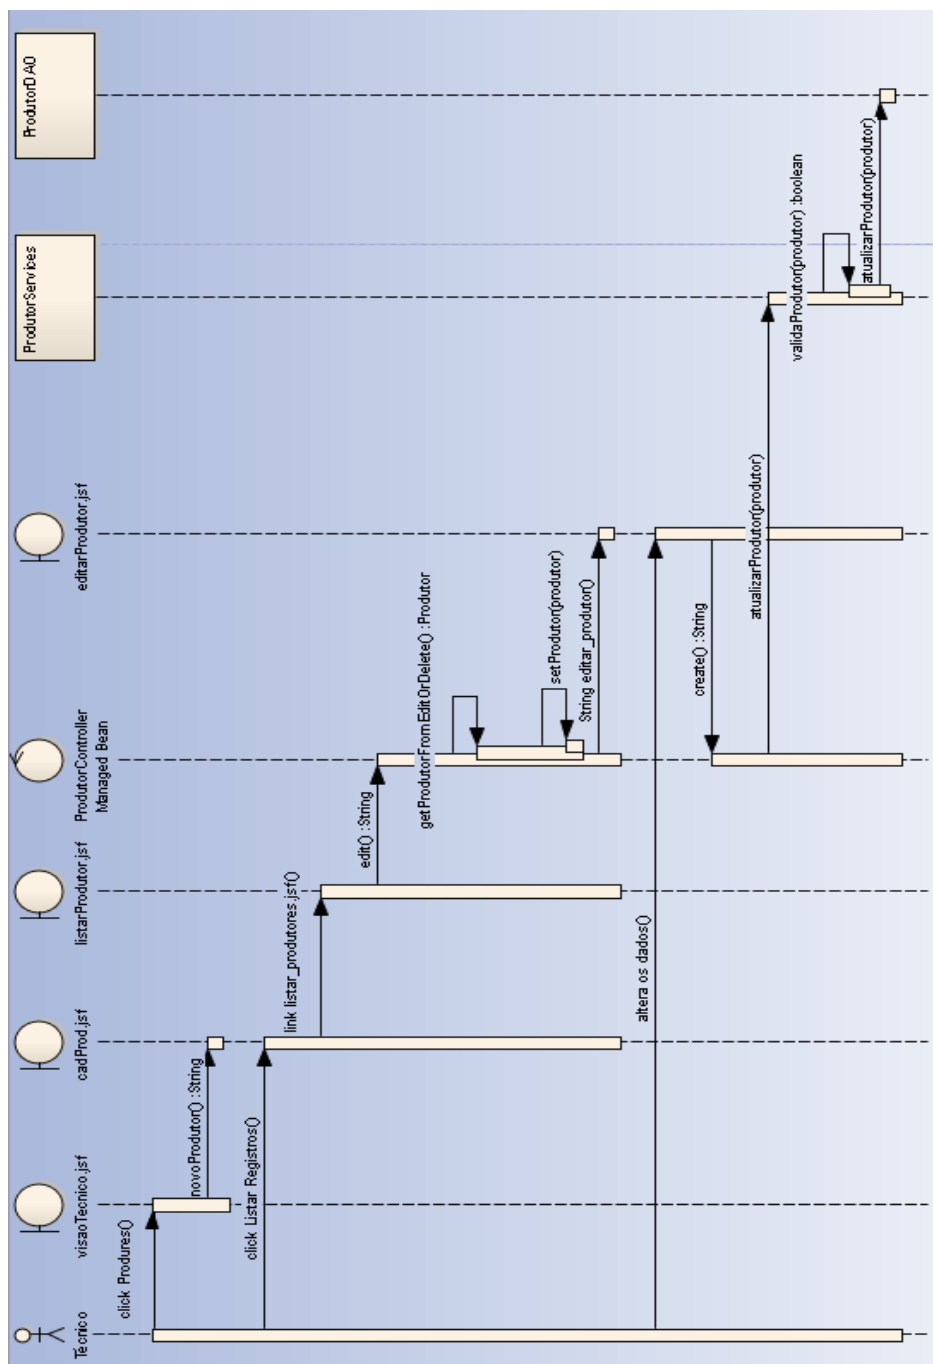 Técnico
visaoTecnico.jsf
cadProd.jsf
listarProdutor.jsf
ProdutorController
Managed Bean
editarProdutor.jsf
ProdutorServices
ProdutorDAO
click Produres()
novoProdutor() :String
click Listar Registros()
link listar_produtores.jsf()
edit() :String
getProdutorFromEditOrDelete() :Produtor
setProdutor(produtor)
String editar_produtor()
altera os dados()
create() :String
atualizarProdutor(produtor)
validaProdutor(produtor) :boolean
atualizarProdutor(produtor)